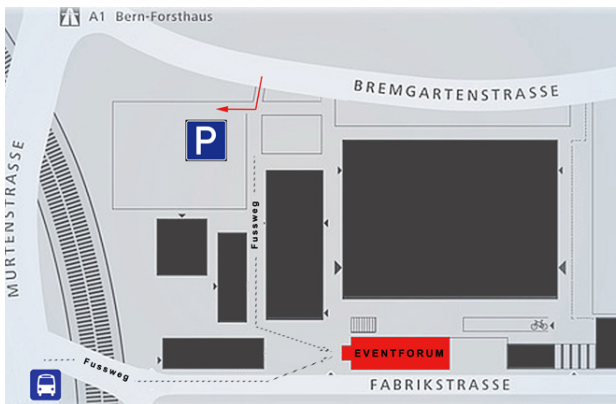 A1 Bern-Forsthaus
BREMGARTENSTRASSE
P
MURTENSTRASSE
Fussweg
EVENTFORUM
Fussweg
FABRIKSTRASSE